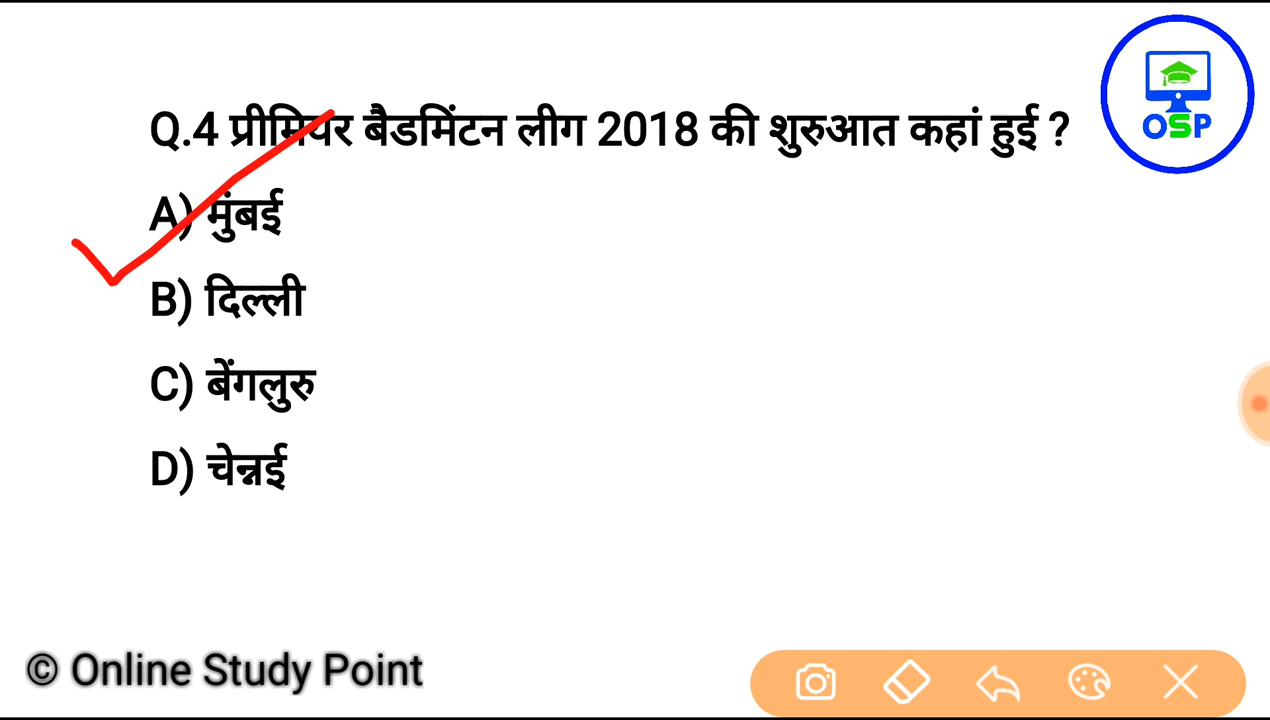 Q.4 प्रीमियर बैडमिंटन लीग 2018 की शुरुआत कहां हुई ?
A) मुंबई
B) दिल्ली
C) बेंगलुरु
D) चेन्नई
OSP
© Online Study Point